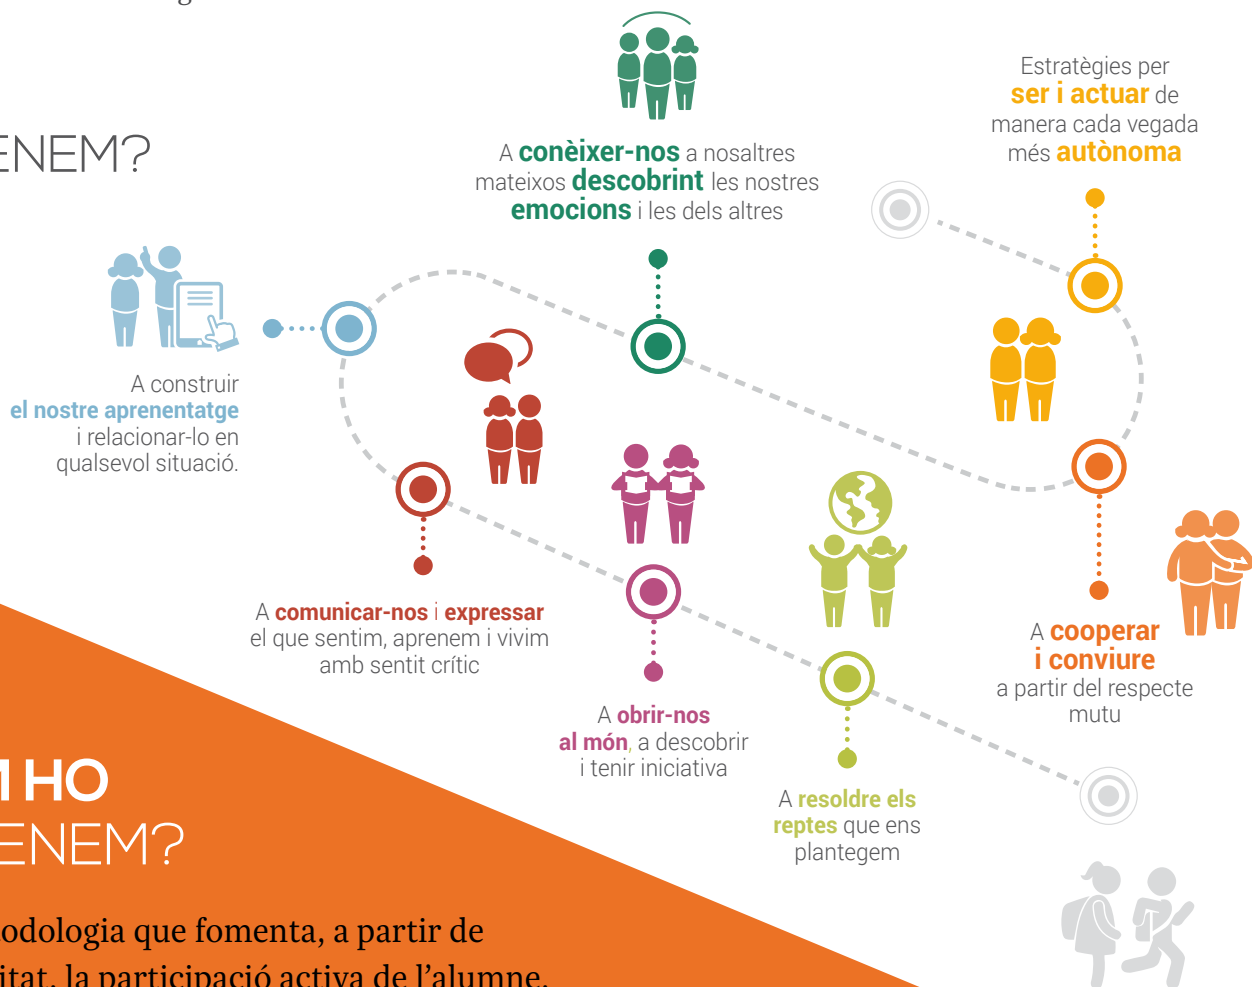 ENEM?
A conèixer-nos a nosaltres
mateixos descobrint les nostres
emocions i les dels altres
Estratègies per
ser i actuar de
manera cada vegada
més autònoma
A construir
el nostre aprenentatge
i relacionar-lo en
qualsevol situació.
A comunicar-nos i expressar
el que sentim, aprenem i vivim
amb sentit crític
A obrir-nos
al món, a descobrir
i tenir iniciativa
A resoldre els
reptes que ens
plantegem
A cooperar
i conviure
a partir del respecte
mutu
M HO
ENEM?
odologia que fomenta, a partir de
itat, la participació activa de l'alumne.